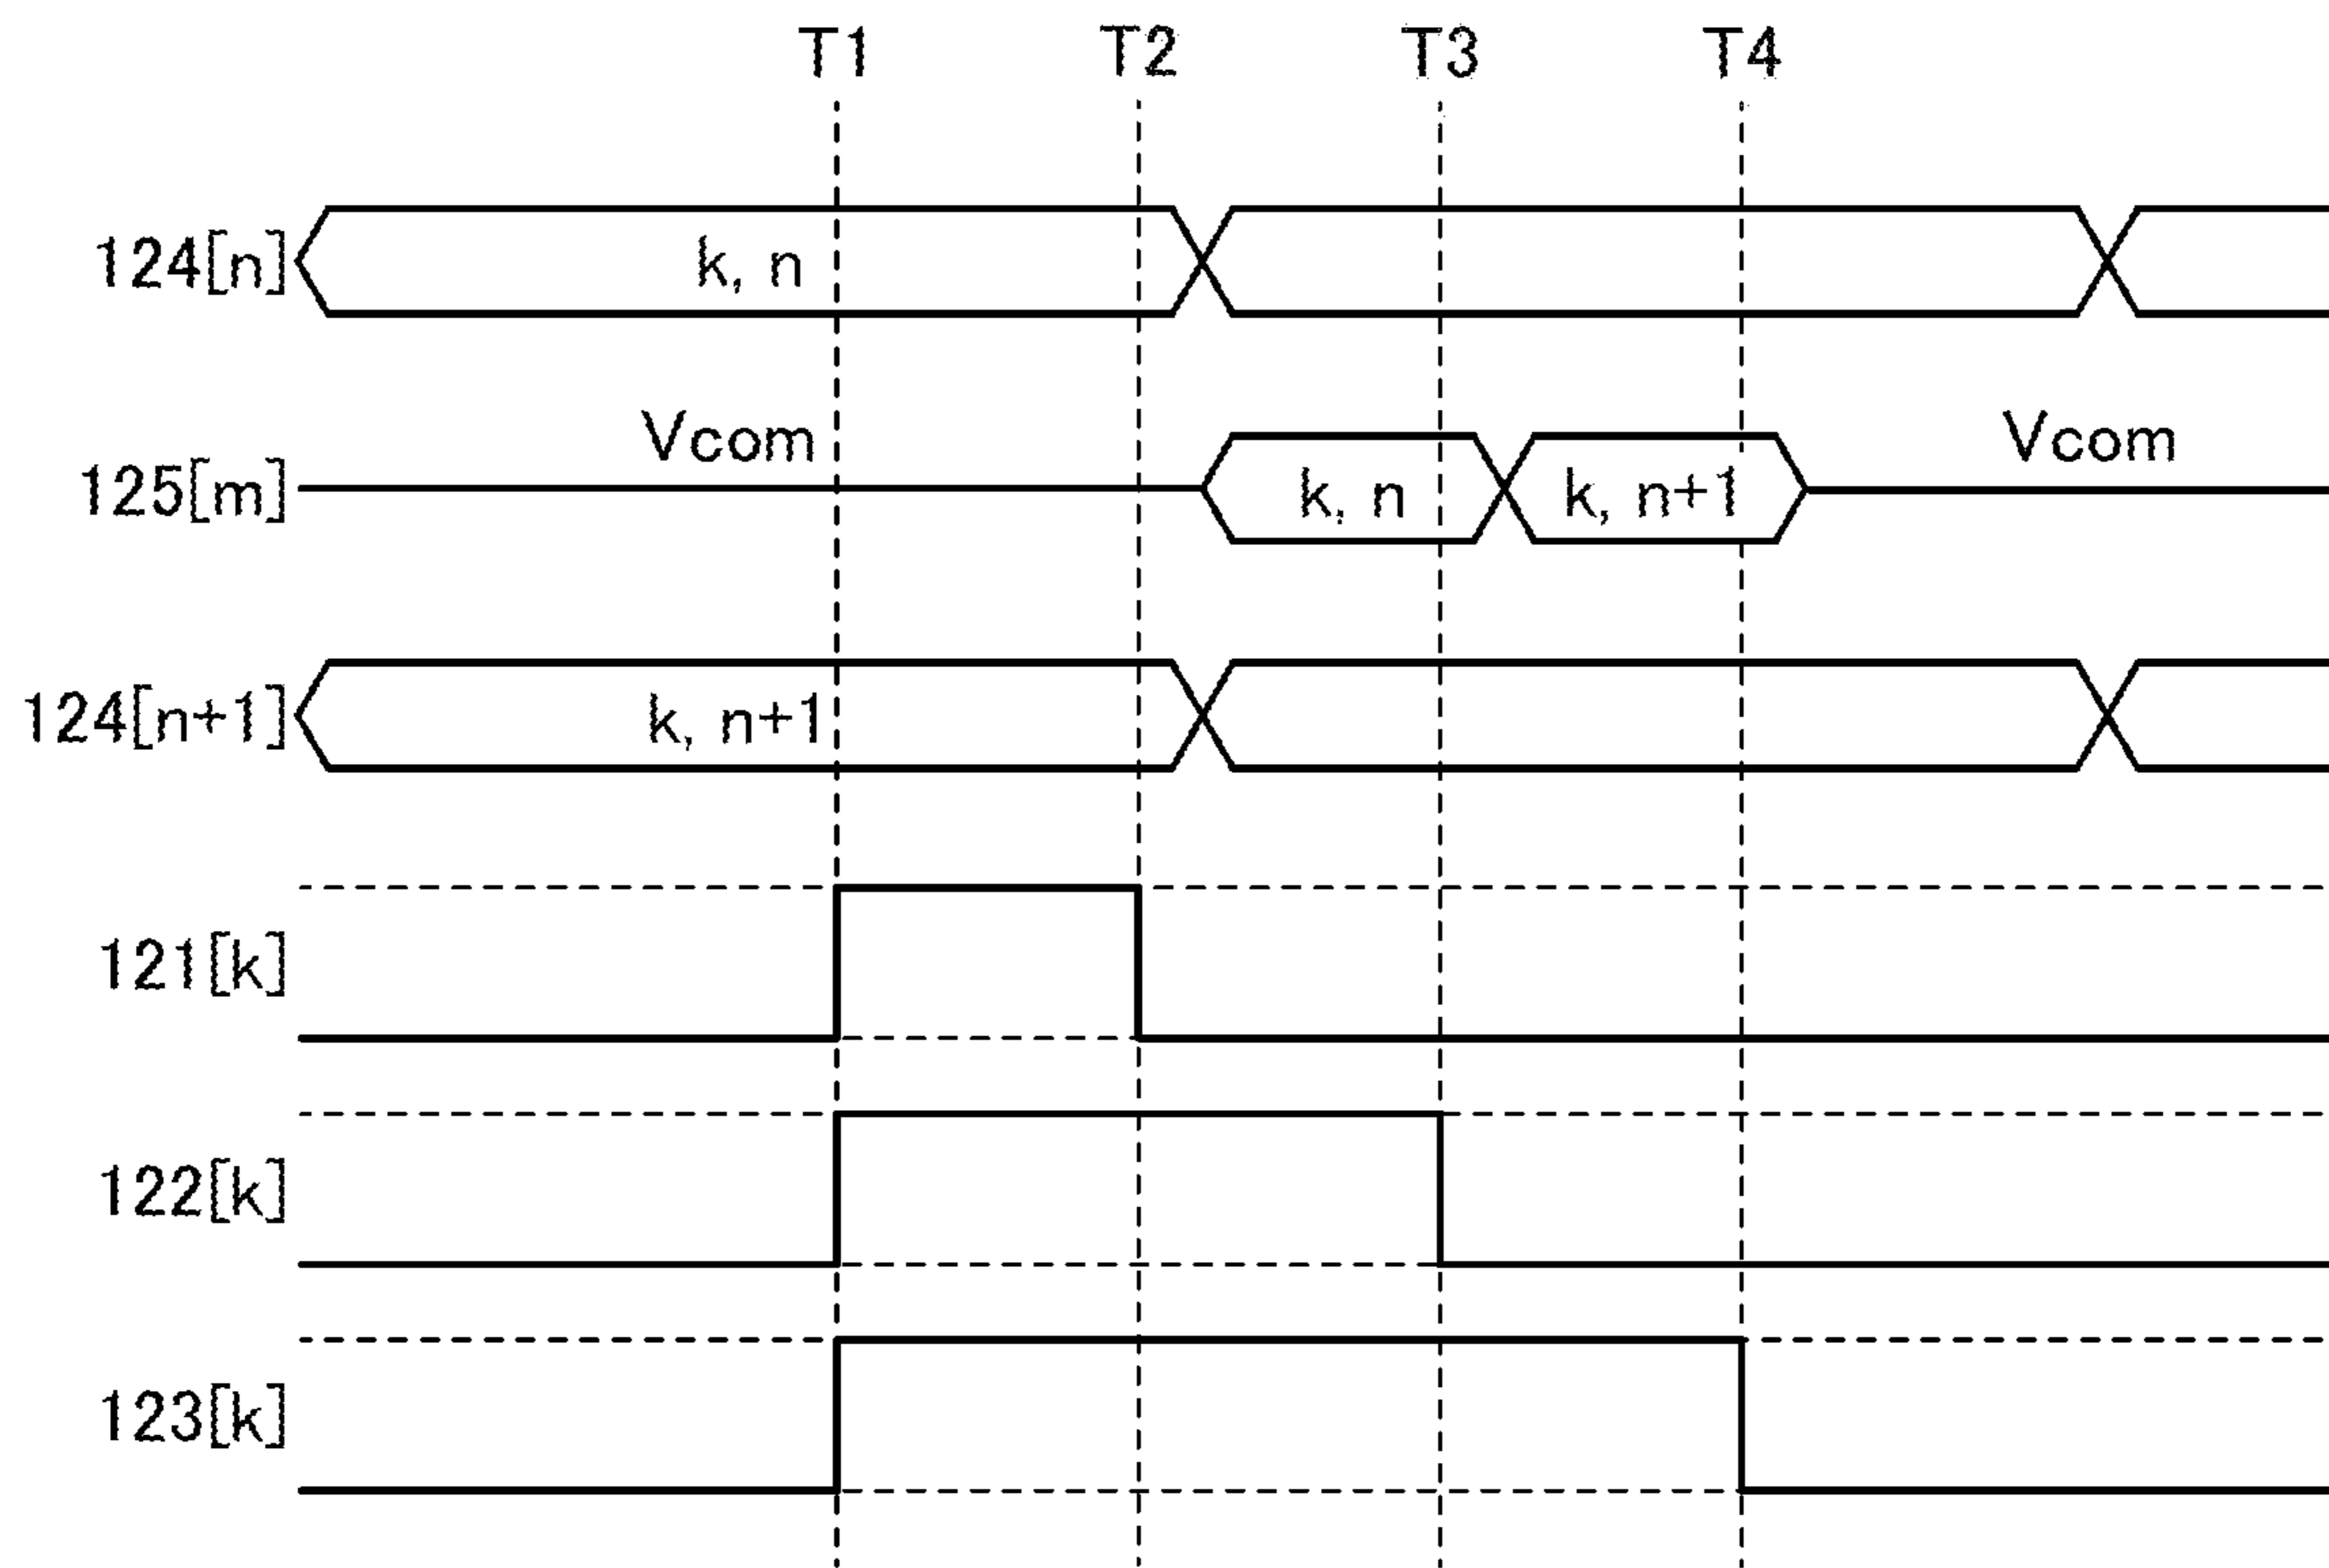 T1 T2 T3 T4
124[n] k, n
Vcom Vcom
125[m] k, n k, n+1
124[n+1] k, n+1
121[k]
122[k]
123[k]